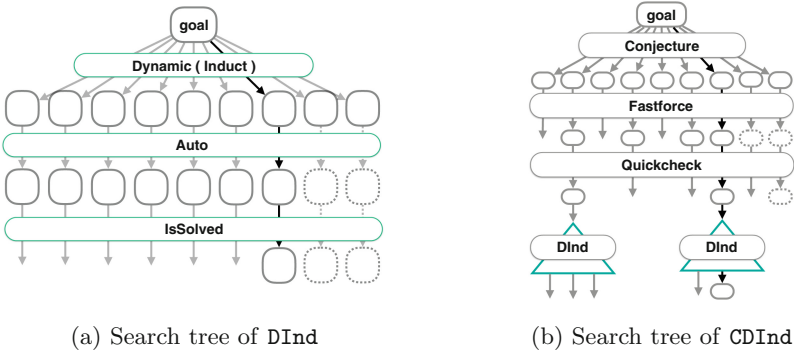 goal
Dynamic ( Induct )
Auto
IsSolved
(a) Search tree of DInd
goal
Conjecture
Fastforce
Quickcheck
DInd DInd
(b) Search tree of CDInd